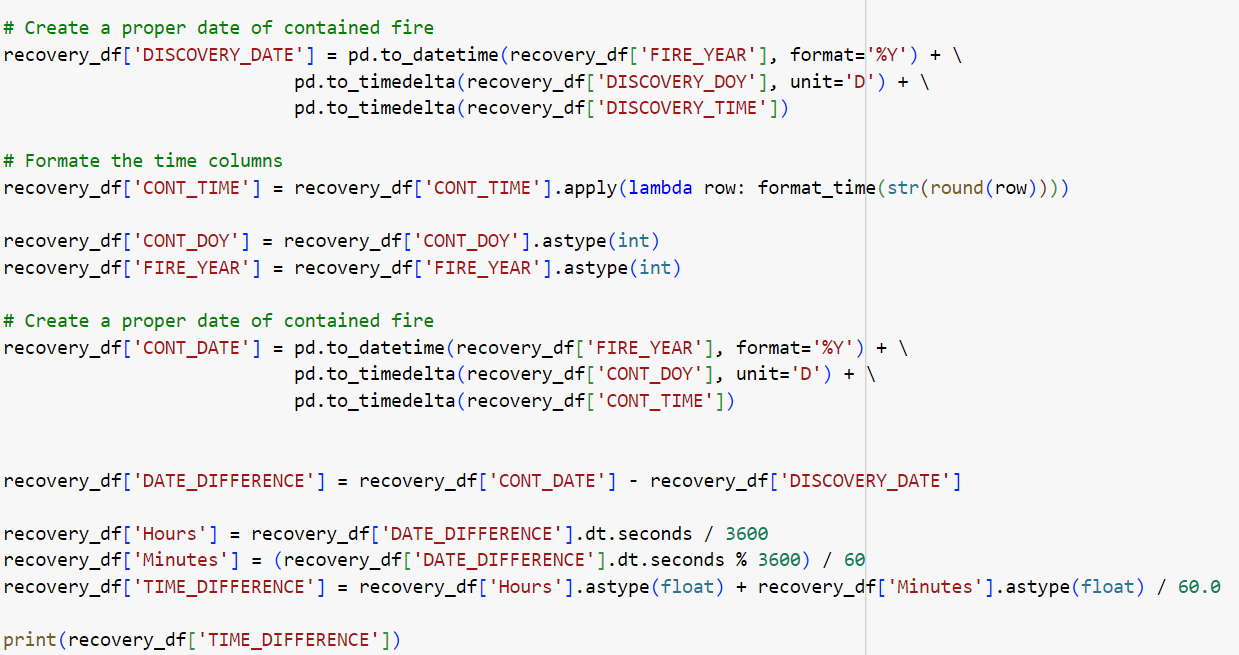 # Create a proper date of contained fire
recovery_df['DISCOVERY_DATE'] = pd.to_datetime(recovery_df['FIRE_YEAR'], format='%Y') + \
                           pd.to_timedelta(recovery_df['DISCOVERY_DOY'], unit='D') + \
                           pd.to_timedelta(recovery_df['DISCOVERY_TIME'])
# Formate the time columns
recovery_df['CONT_TIME'] = recovery_df['CONT_TIME'].apply(lambda row: format_time(str(round(row))))
recovery_df['CONT_DOY'] = recovery_df['CONT_DOY'].astype(int)
recovery_df['FIRE_YEAR'] = recovery_df['FIRE_YEAR'].astype(int)
# Create a proper date of contained fire
recovery_df['CONT_DATE'] = pd.to_datetime(recovery_df['FIRE_YEAR'], format='%Y') + \
                           pd.to_timedelta(recovery_df['CONT_DOY'], unit='D') + \
                           pd.to_timedelta(recovery_df['CONT_TIME'])
recovery_df['DATE_DIFFERENCE'] = recovery_df['CONT_DATE'] - recovery_df['DISCOVERY_DATE']
recovery_df['Hours'] = recovery_df['DATE_DIFFERENCE'].dt.seconds / 3600
recovery_df['Minutes'] = (recovery_df['DATE_DIFFERENCE'].dt.seconds % 3600) / 60
recovery_df['TIME_DIFFERENCE'] = recovery_df['Hours'].astype(float) + recovery_df['Minutes'].astype(float) / 60.0
print(recovery_df['TIME_DIFFERENCE'])